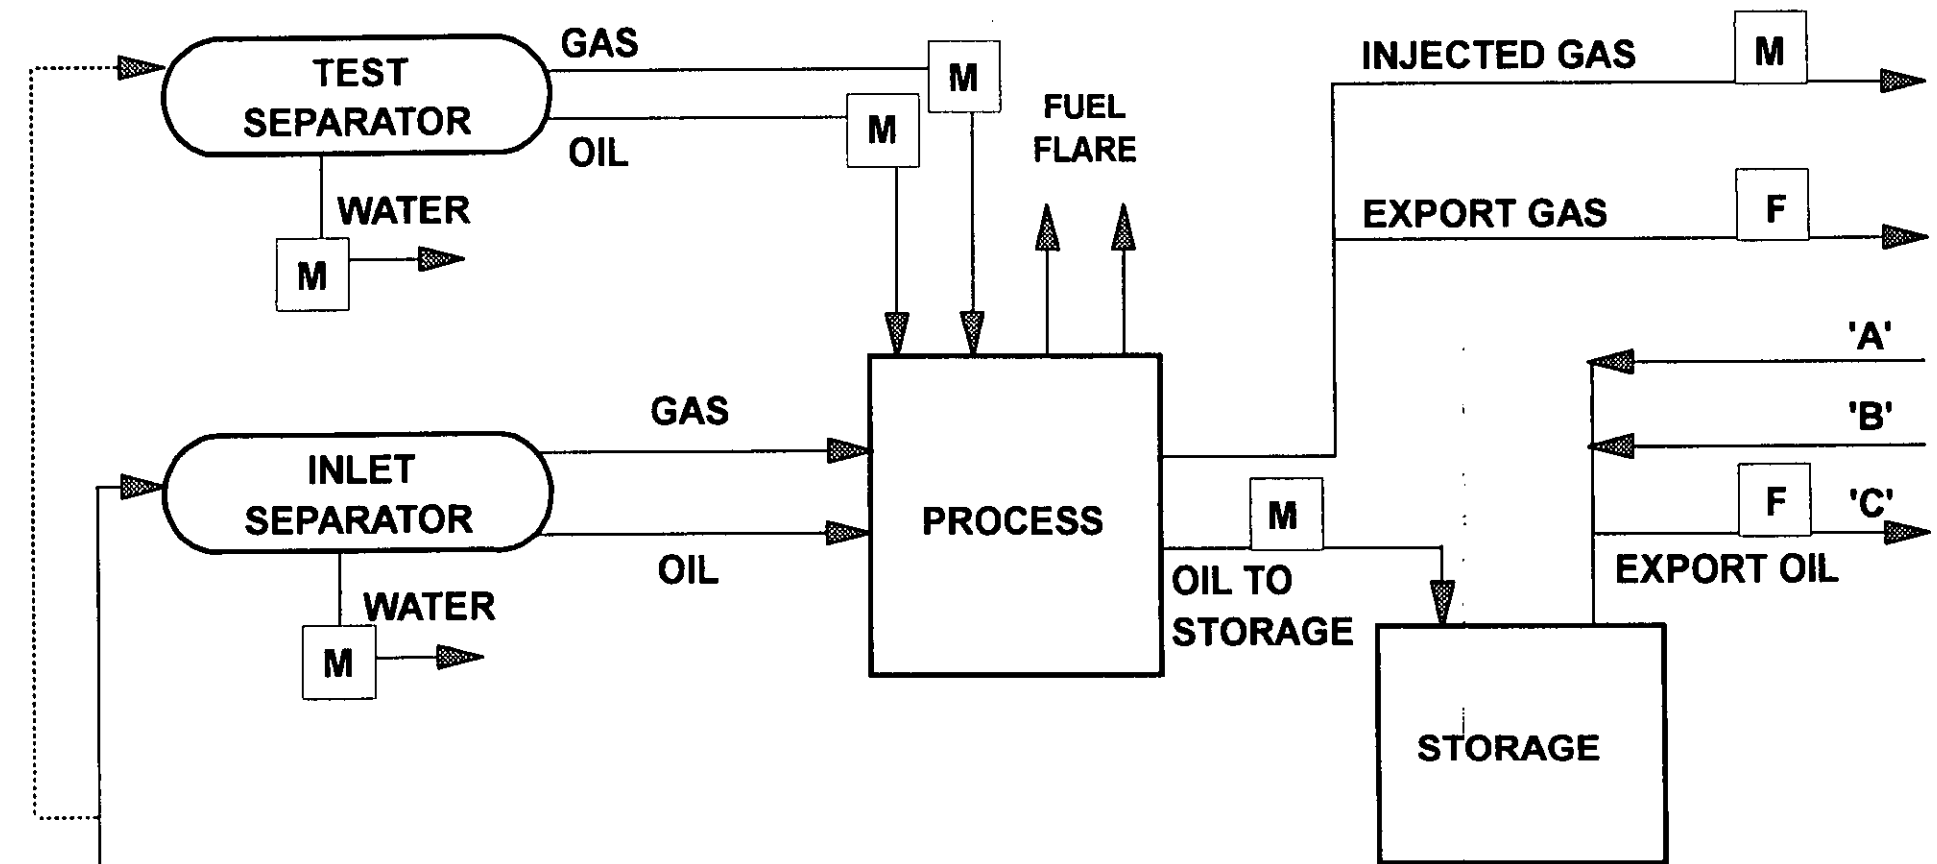 GAS
INJECTED GAS
M
TEST
SEPARATOR
M
FUEL
FLARE
M
OIL
WATER
EXPORT GAS
F
M
'A'
GAS
'B'
INLET
SEPARATOR
PROCESS
M
F
'C'
OIL
OIL TO
STORAGE
EXPORT OIL
WATER
M
STORAGE